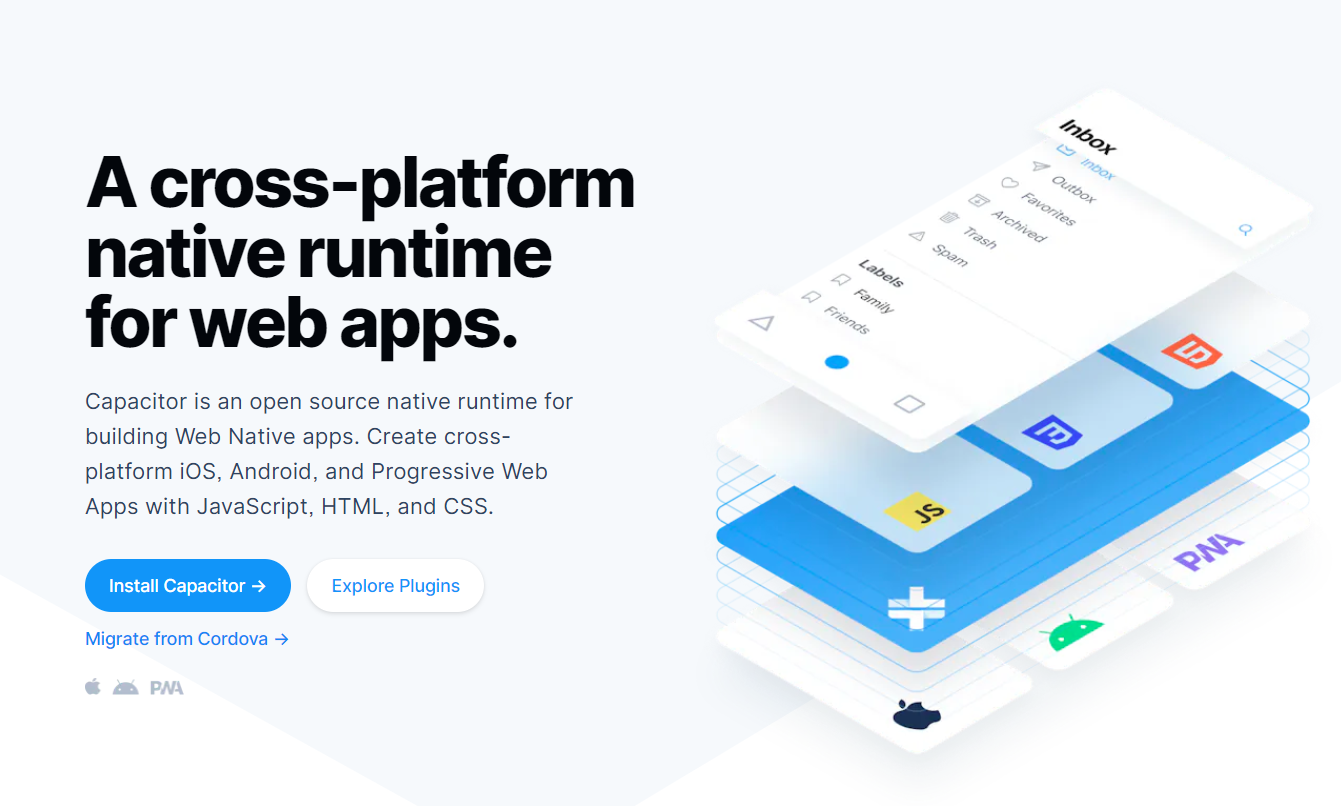 A cross-platform
native runtime
for web apps.
Capacitor is an open source native runtime for
building Web Native apps. Create cross-
platform iOS, Android, and Progressive Web
Apps with JavaScript, HTML, and CSS.
Install Capacitor →
Explore Plugins
Migrate from Cordova →
PWA
Inbox
Inbox
Outbox
Favorites
Archived
Trash
Spam
Labels
Family
Friends
JS
PWA